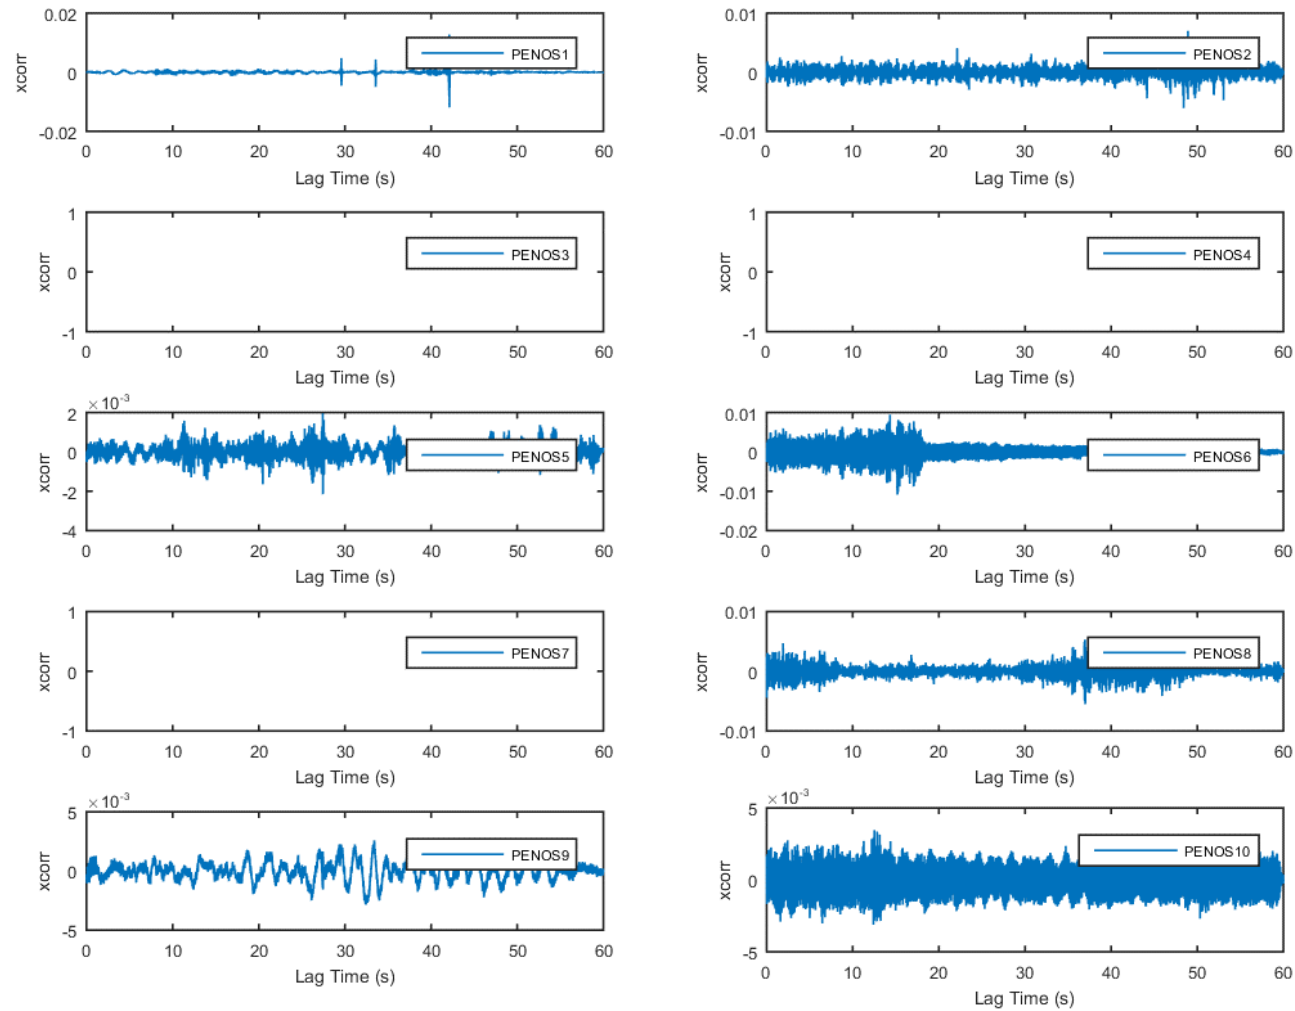 0.02
0
-0.02
xcorr
PENOS1
0 10 20 30 40 50 60
Lag Time (s)
0.01
0
-0.01
xcorr
PENOS2
0 10 20 30 40 50 60
Lag Time (s)
1
0
-1
xcorr
PENOS3
0 10 20 30 40 50 60
Lag Time (s)
1
0
-1
xcorr
PENOS4
0 10 20 30 40 50 60
Lag Time (s)
×10⁻³
2
0
-2
-4
xcorr
PENOS5
0 10 20 30 40 50 60
Lag Time (s)
0.01
0
-0.01
-0.02
xcorr
PENOS6
0 10 20 30 40 50 60
Lag Time (s)
1
0
-1
xcorr
PENOS7
0 10 20 30 40 50 60
Lag Time (s)
0.01
0
-0.01
xcorr
PENOS8
0 10 20 30 40 50 60
Lag Time (s)
×10⁻³
5
0
-5
xcorr
PENOS9
0 10 20 30 40 50 60
Lag Time (s)
×10⁻³
5
0
-5
xcorr
PENOS10
0 10 20 30 40 50 60
Lag Time (s)